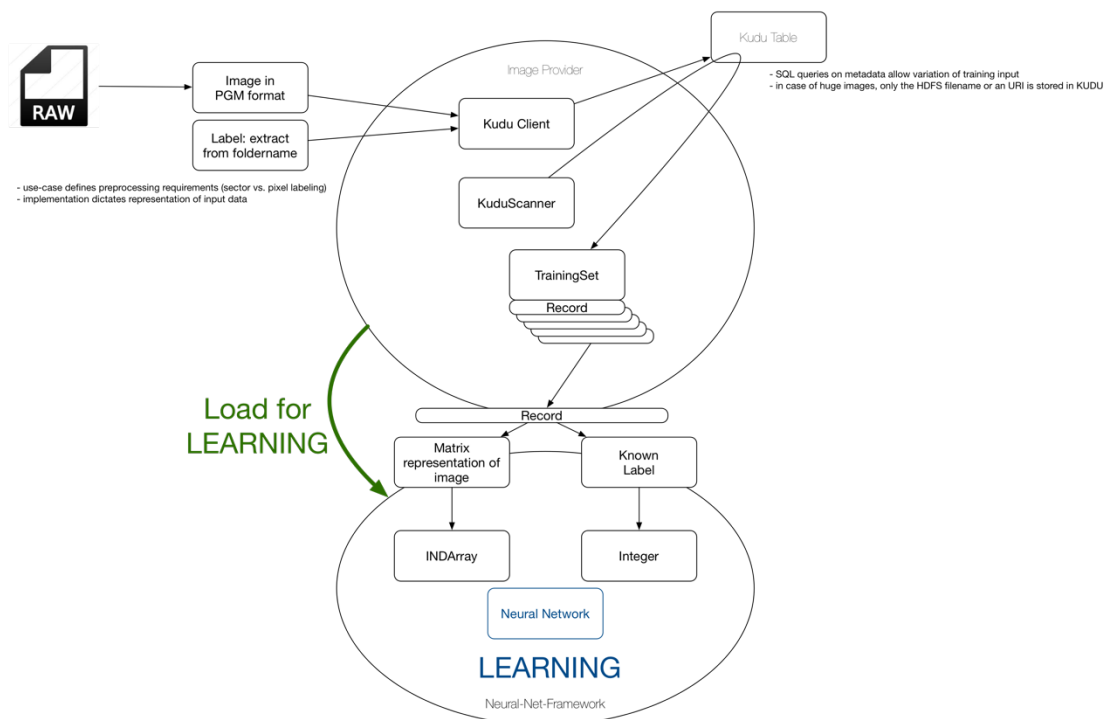 Kudu Table
Image Provider
- SQL queries on metadata allow variation of training input
- in case of huge images, only the HDFS filename or an URI is stored in KUDU
RAW
Image in
PGM format
Kudu Client
Label: extract
from foldername
- use-case defines preprocessing requirements (sector vs. pixel labeling)
- implementation dictates representation of input data
KuduScanner
TrainingSet
Record
Load for
LEARNING
Record
Matrix
representation of
image
Known
Label
INDArray
Integer
Neural Network
LEARNING
Neural-Net-Framework